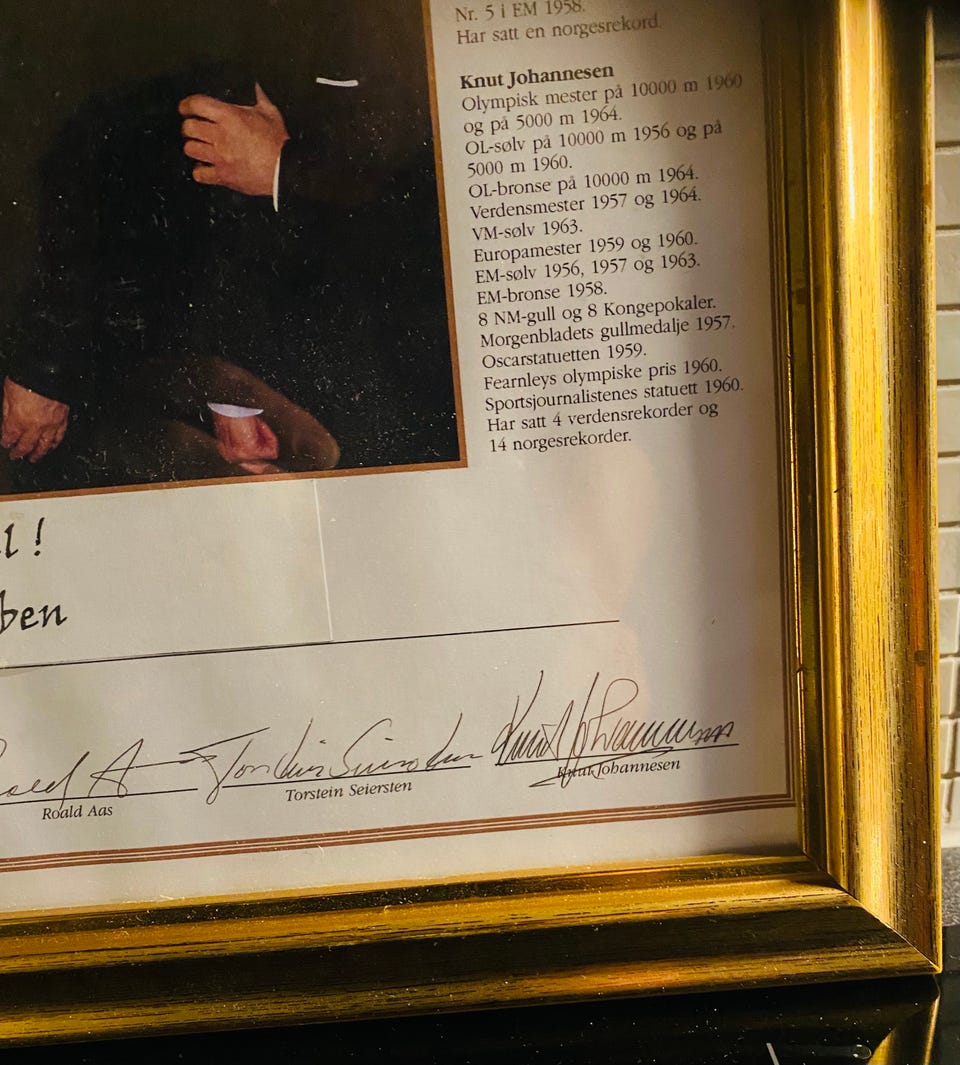 Nr. 5 i EM 1958.
Har satt en norgesrekord.
Knut Johannesen
Olympisk mester på 10000 m 1960
og på 5000 m 1964.
OL-sølv på 10000 m 1956 og på
5000 m 1960.
OL-bronse på 10000 m 1964.
Verdensmester 1957 og 1964.
VM-sølv 1963.
Europamester 1959 og 1960.
EM-sølv 1956, 1957 og 1963.
EM-bronse 1958.
8 NM-gull og 8 Kongepokaler.
Morgenbladets gullmedalje 1957.
Oscarstatuetten 1959.
Fearnleys olympiske pris 1960.
Sportsjournalistenes statuett 1960.
Har satt 4 verdensrekorder og
14 norgesrekorder.
l!
ben
Torstein Seiersten Knut Johannesen
Roald Aas Torstein Seiersten Knut Johannesen